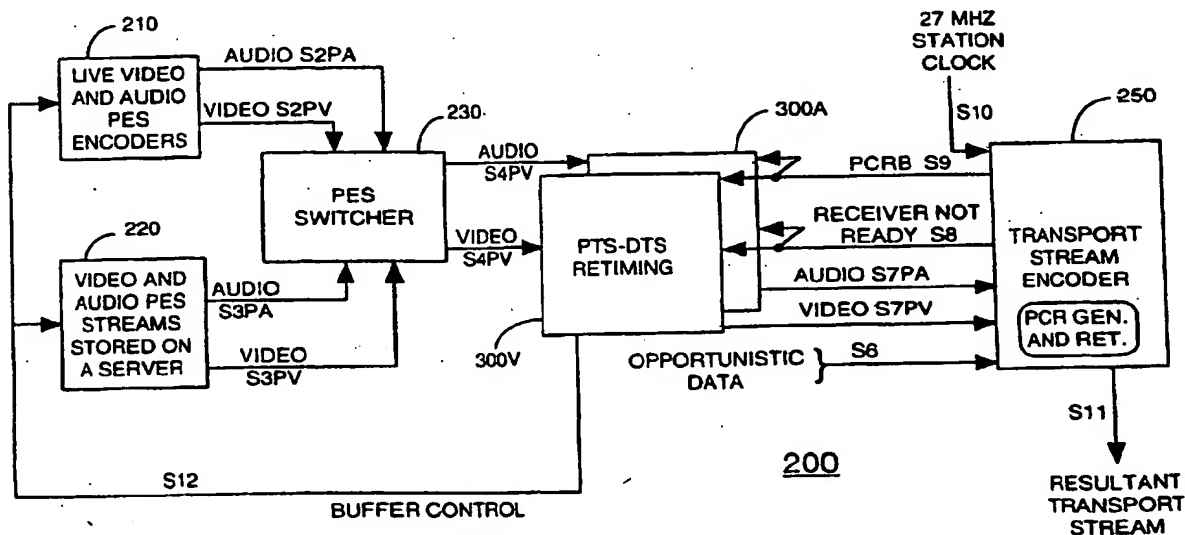 210
LIVE VIDEO
AND AUDIO
PES
ENCODERS
AUDIO S2PA
VIDEO S2PV
220
VIDEO AND
AUDIO PES
STREAMS
STORED ON
A SERVER
AUDIO
S3PA
VIDEO
S3PV
230
PES
SWITCHER
AUDIO
S4PV
VIDEO
S4PV
300A
PTS-DTS
RETIMING
300V
27 MHZ
STATION
CLOCK
S10
250
PCRB S9
RECEIVER NOT
READY S8
AUDIO S7PA
VIDEO S7PV
OPPORTUNISTIC
DATA
S6
TRANSPORT
STREAM
ENCODER
PCR GEN.
AND RET.
S11
RESULTANT
TRANSPORT
STREAM
200
S12
BUFFER CONTROL